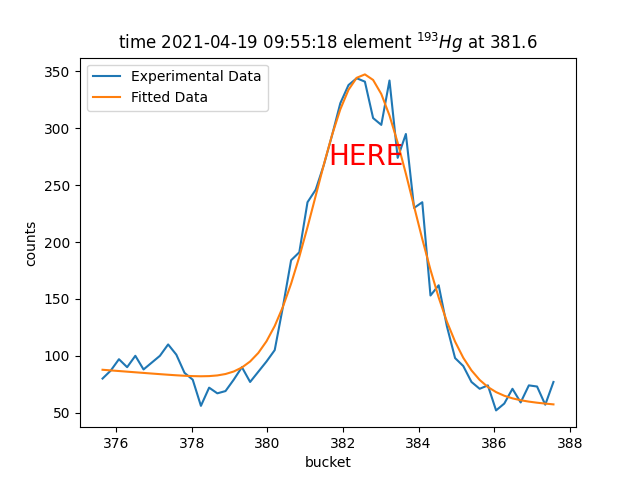 time 2021-04-19 09:55:18 element ¹⁹³Hg at 381.6
Experimental Data
Fitted Data
HERE
counts
350
300
250
200
150
100
50
376 378 380 382 384 386 388
bucket